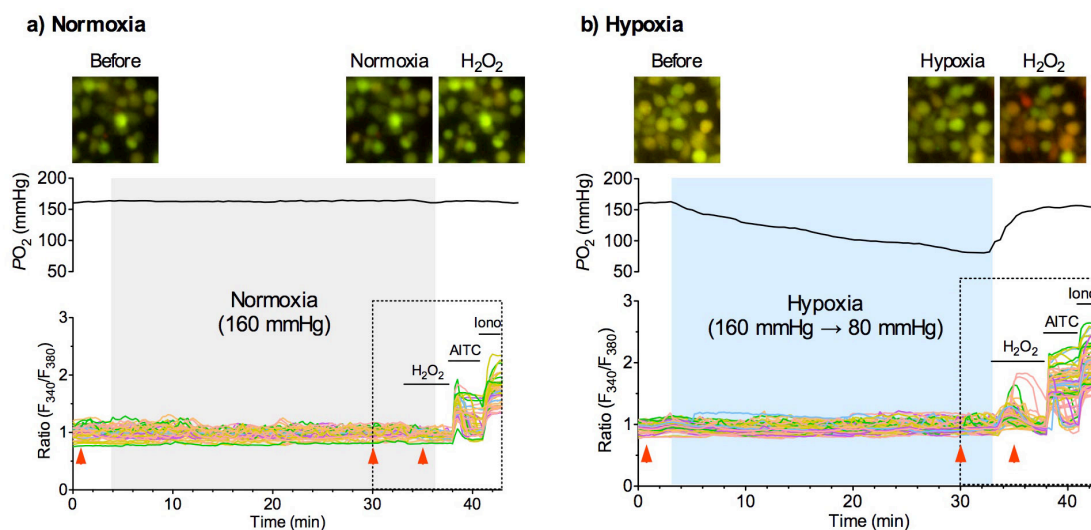 a) Normoxia
Before
Normoxia
H2O2
PO2 (mmHg)
200
150
100
50
Normoxia
(160 mmHg)
Ratio (F340/F380)
3
2
1
0
H2O2
AITC
Iono
0
10
20
30
40
Time (min)
b) Hypoxia
Before
Hypoxia
H2O2
PO2 (mmHg)
200
150
100
50
Hypoxia
(160 mmHg → 80 mmHg)
Ratio (F340/F380)
3
2
1
0
H2O2
AITC
Iono
0
10
20
30
40
Time (min)